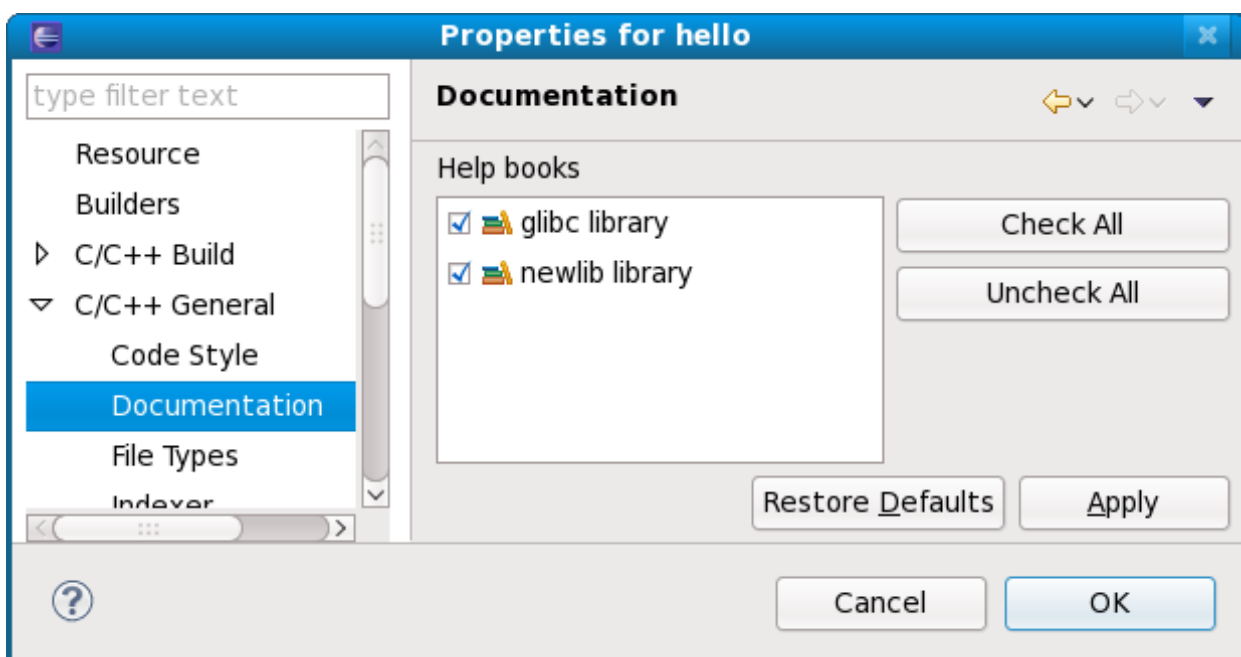 Properties for hello
type filter text
Resource
Builders
C/C++ Build
C/C++ General
Code Style
Documentation
File Types
Indexer
Documentation
Help books
glibc library
newlib library
Check All
Uncheck All
Restore Defaults
Apply
Cancel
OK